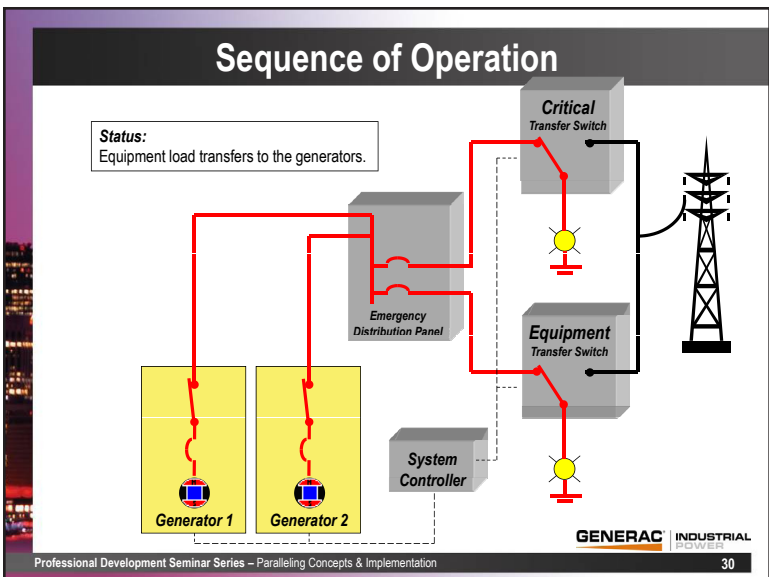 Sequence of Operation
Status:
Equipment load transfers to the generators.
Critical
Transfer Switch
Emergency
Distribution Panel
Equipment
Transfer Switch
System
Controller
Generator 1
Generator 2
GENERAC INDUSTRIAL
POWER
Professional Development Seminar Series – Paralleling Concepts & Implementation
30